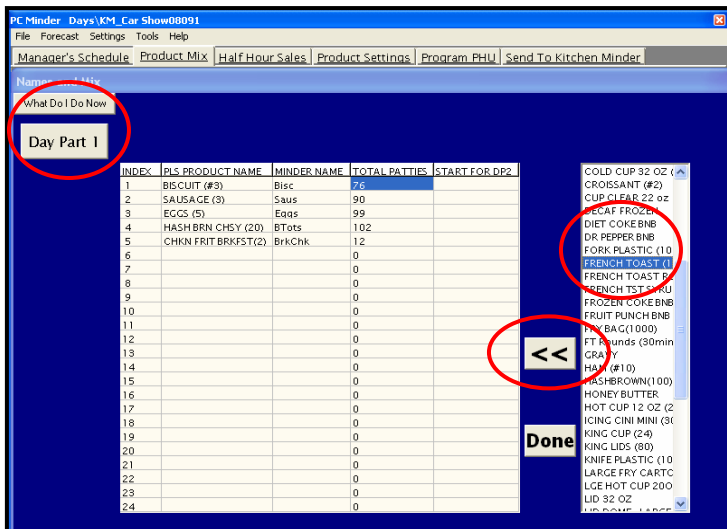 PC Minder Days\KM_Car Show08091
File Forecast Settings Tools Help
Manager's Schedule Product Mix Half Hour Sales Product Settings Program PHU Send To Kitchen Minder
Names and Mix
What Do I Do Now
Day Part 1
INDEX PLS PRODUCT NAME MINDER NAME TOTAL PATTIES START FOR DP2
1 BISCUIT (#3) Bisc 76
2 SAUSAGE (3) Saus 90
3 EGGS (5) Eggs 99
4 HASH BRN CHSY (20) BTots 102
5 CHKN FRIT BRKFST(2) BrkChk 12
6 0
7 0
8 0
9 0
10 0
11 0
12 0
13 0
14 0
15 0
16 0
17 0
18 0
19 0
20 0
21 0
22 0
23 0
24 0
<<
Done
COLD CUP 32 OZ (
CROISSANT (#2)
CUP CLEAR 22 oz
DECAF FROZEN
DIET COKE BNB
DR PEPPER BNB
FORK PLASTIC (10
FRENCH TOAST (1
FRENCH TOAST
FRENCH TST SYRU
FROZEN COKE BNB
FRUIT PUNCH BNB
FRY BAG(1000)
FT Rounds (30min
GRAVY
HAM (#10)
HASHBROWN(100)
HONEY BUTTER
HOT CUP 12 OZ (2
ICING CINI MINI (30
KING CUP (24)
KING LIDS (80)
KNIFE PLASTIC (10
LARGE FRY CARTC
LGE HOT CUP 20O
LID 32 OZ